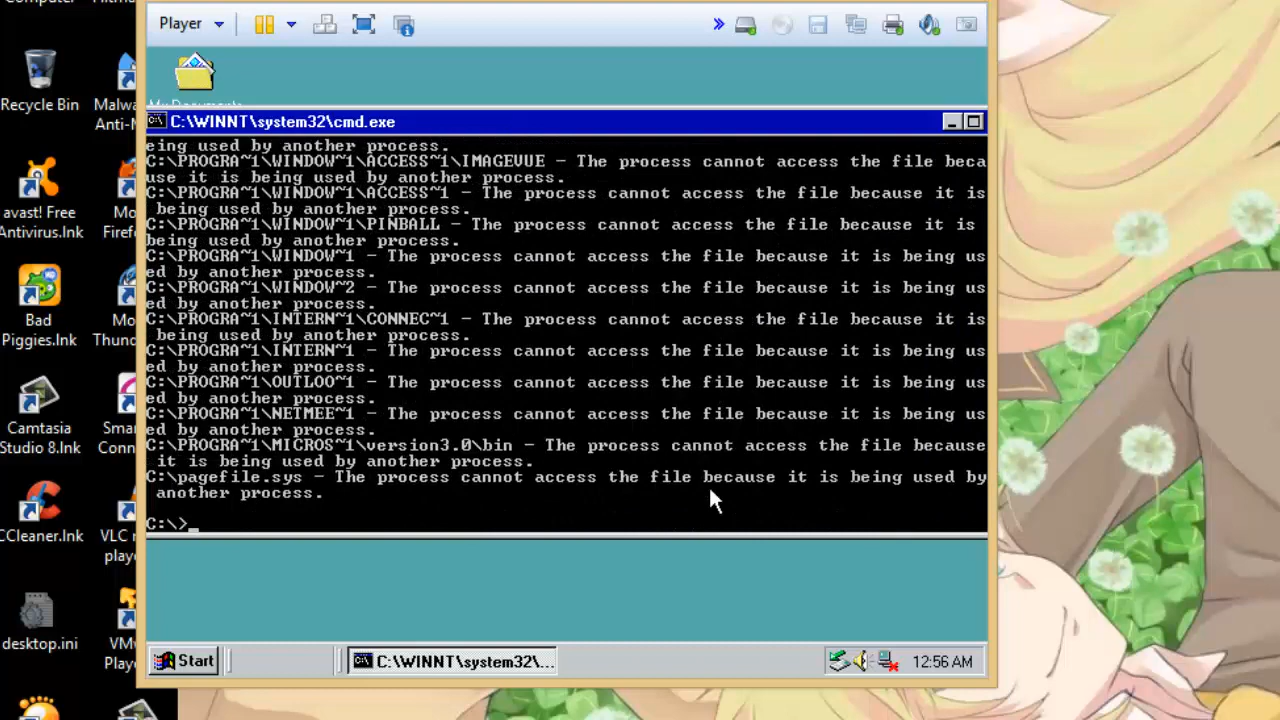 Computer
Player
Recycle Bin
Malwa
Anti-M
My Documents
C:\WINNT\system32\cmd.exe
eing used by another process.
C:\PROGRA~1\WINDOW~1\ACCESS~1\IMAGEVUE - The process cannot access the file beca
use it is being used by another process.
C:\PROGRA~1\WINDOW~1\ACCESS~1 - The process cannot access the file because it is
being used by another process.
C:\PROGRA~1\WINDOW~1\PINBALL - The process cannot access the file because it is
being used by another process.
C:\PROGRA~1\WINDOW~1 - The process cannot access the file because it is being us
ed by another process.
C:\PROGRA~1\WINDOW~2 - The process cannot access the file because it is being us
ed by another process.
C:\PROGRA~1\INTERN~1\CONNEC~1 - The process cannot access the file because it is
being used by another process.
C:\PROGRA~1\INTERN~1 - The process cannot access the file because it is being us
ed by another process.
C:\PROGRA~1\OUTLOO~1 - The process cannot access the file because it is being us
ed by another process.
C:\PROGRA~1\NETMEE~1 - The process cannot access the file because it is being us
ed by another process.
C:\PROGRA~1\MICROS~1\version3.0\bin - The process cannot access the file because
it is being used by another process.
C:\pagefile.sys - The process cannot access the file because it is being used by
another process.
C:\>_
avast! Free
Antivirus.lnk
Mo
Firef
Bad
Piggies.lnk
Mo
Thund
Camtasia
Studio 8.lnk
Smar
Conne
CCleaner.lnk
VLC m
playe
desktop.ini
VMw
Playe
Start
C:\WINNT\system32\...
12:56 AM